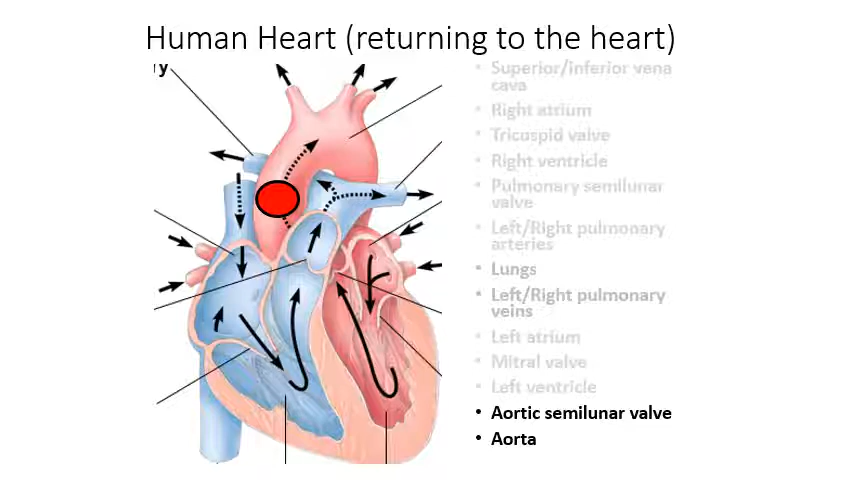 Human Heart (returning to the heart)
ry
• Superior/inferior vena
cava
• Right atrium
• Tricuspid valve
• Right ventricle
• Pulmonary semilunar
valve
• Left/Right pulmonary
arteries
• Lungs
• Left/Right pulmonary
veins
• Left atrium
• Mitral valve
• Left ventricle
• Aortic semilunar valve
• Aorta